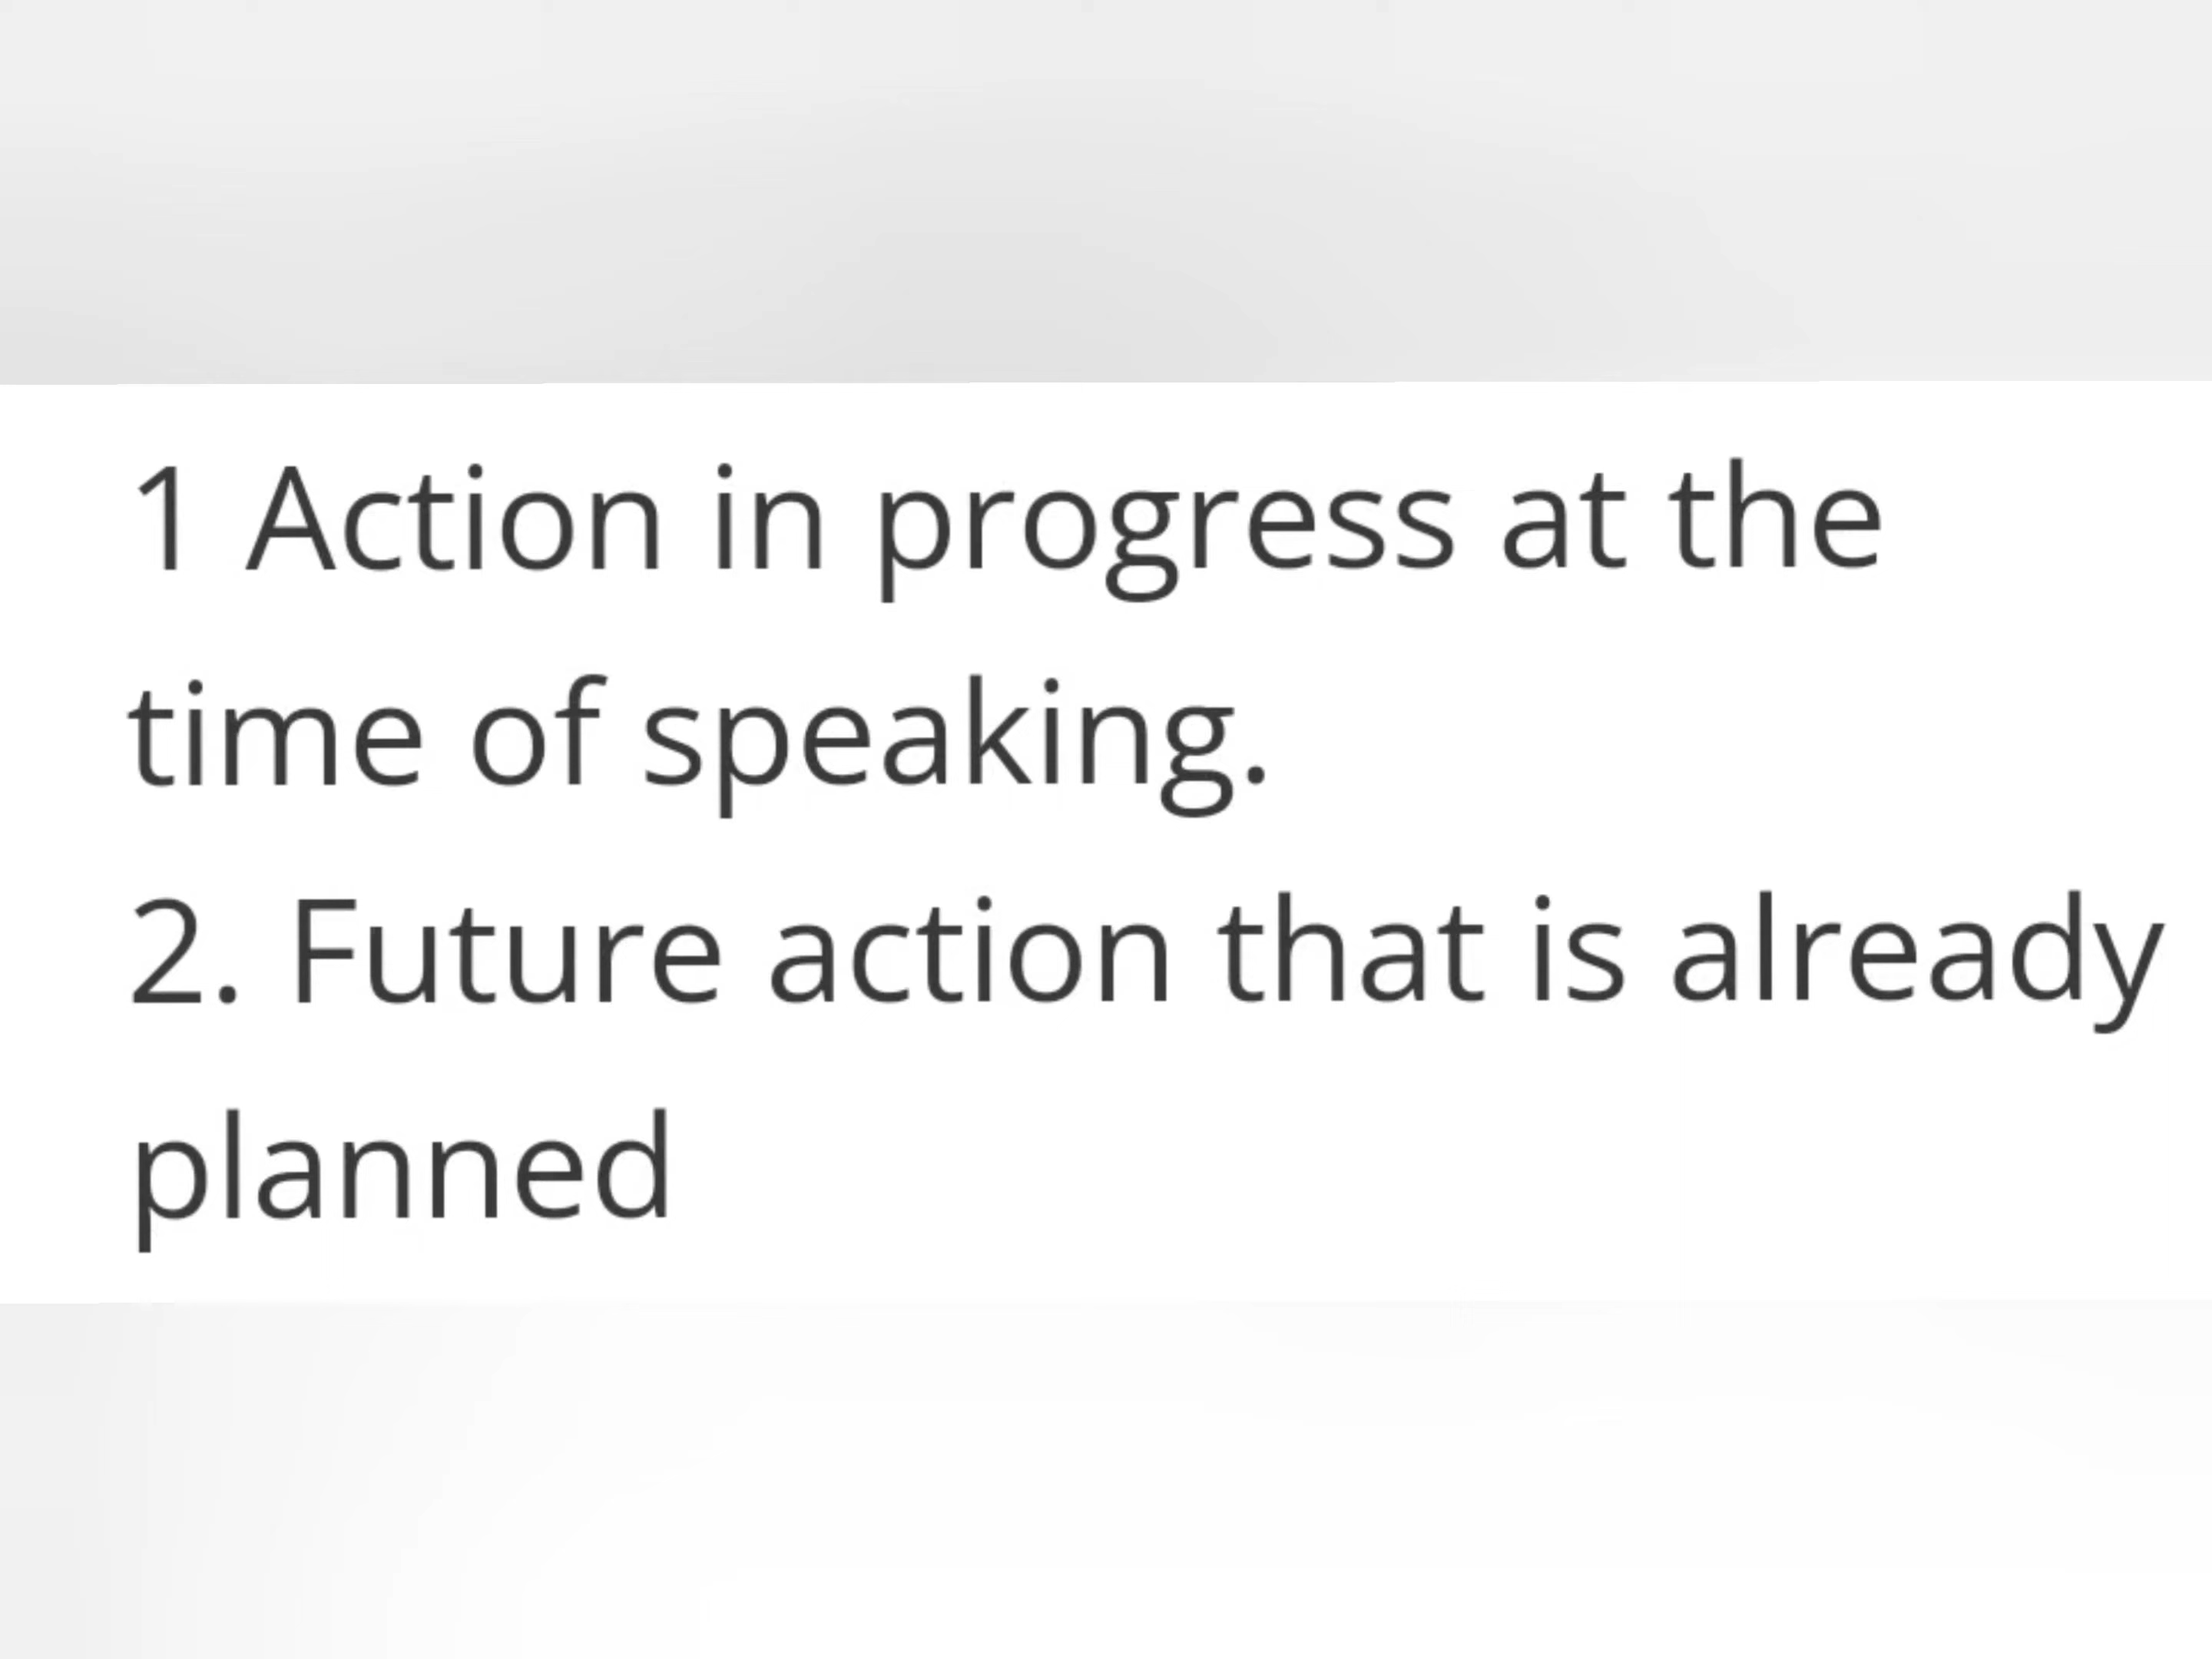 1 Action in progress at the
time of speaking.
2. Future action that is already
planned